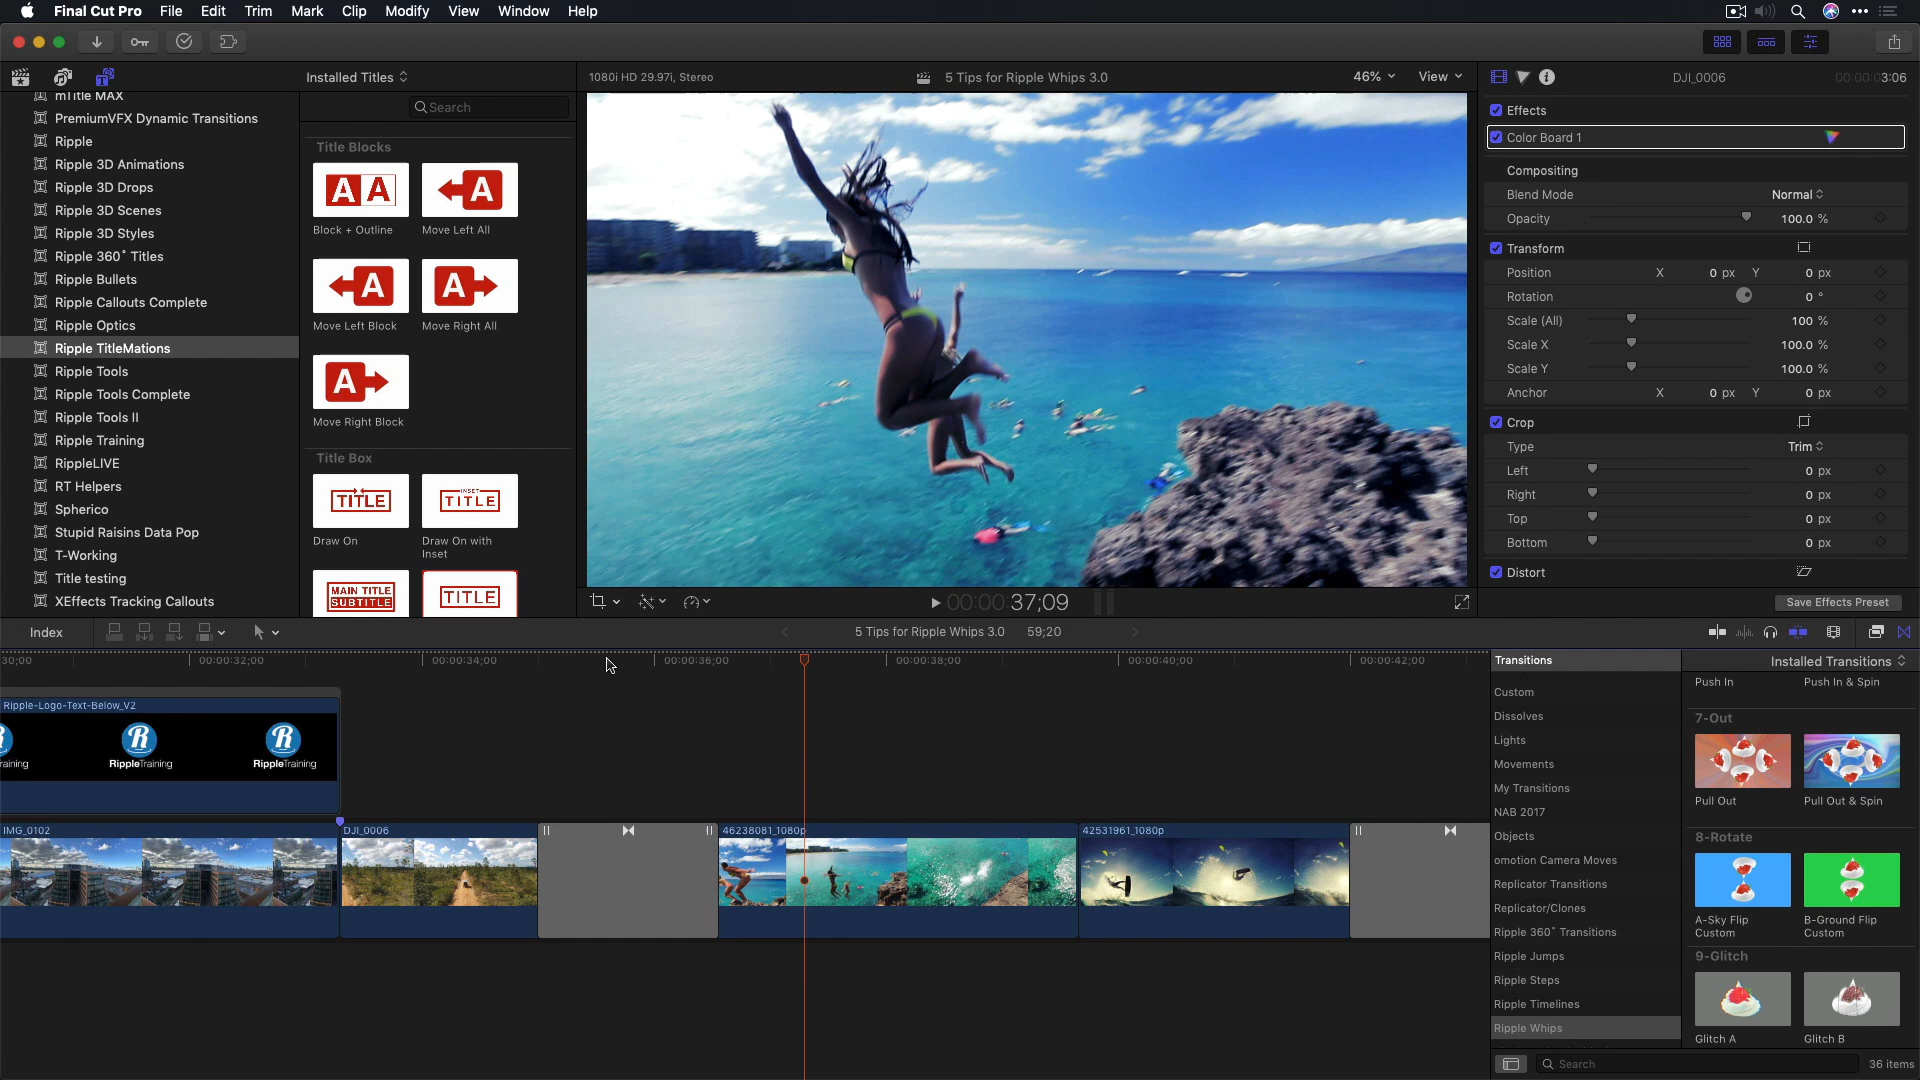 Final Cut Pro File Edit Trim Mark Clip Modify View Window Help
Installed Titles
1080i HD 29.97i, Stereo
5 Tips for Ripple Whips 3.0
46%
View
DJI_0006
00:00:03:06
mTitle MAX
PremiumVFX Dynamic Transitions
Ripple
Ripple 3D Animations
Ripple 3D Drops
Ripple 3D Scenes
Ripple 3D Styles
Ripple 360° Titles
Ripple Bullets
Ripple Callouts Complete
Ripple Optics
Ripple TitleMations
Ripple Tools
Ripple Tools Complete
Ripple Tools II
Ripple Training
RippleLIVE
RT Helpers
Spherico
Stupid Raisins Data Pop
T-Working
Title testing
XEffects Tracking Callouts
Search
Title Blocks
A A
A
Block + Outline
Move Left All
A
A
Move Left Block
Move Right All
A
Move Right Block
Title Box
TITLE
INSET
TITLE
Draw On
Draw On with
Inset
MAIN TITLE
SUBTITLE
TITLE
Effects
Color Board 1
Compositing
Blend Mode Normal
Opacity 100.0 %
Transform
Position X 0 px Y 0 px
Rotation 0 °
Scale (All) 100 %
Scale X 100.0 %
Scale Y 100.0 %
Anchor X 0 px Y 0 px
Crop
Type Trim
Left 0 px
Right 0 px
Top 0 px
Bottom 0 px
Distort
Save Effects Preset
00:00:37;09
Index
5 Tips for Ripple Whips 3.0 59;20
30;00 00:00:32;00 00:00:34;00 00:00:36;00 00:00:38;00 00:00:40;00 00:00:42;00
Ripple-Logo-Text-Below_V2
R R R
raining RippleTraining RippleTraining
IMG_0102
DJI_0006
46238081_1080p
42531961_1080p
Transitions
Custom
Dissolves
Lights
Movements
My Transitions
NAB 2017
Objects
omotion Camera Moves
Replicator Transitions
Replicator/Clones
Ripple 360° Transitions
Ripple Jumps
Ripple Steps
Ripple Timelines
Ripple Whips
Installed Transitions
Push In
Push In & Spin
7-Out
Pull Out
Pull Out & Spin
8-Rotate
A-Sky Flip
Custom
B-Ground Flip
Custom
9-Glitch
Glitch A
Glitch B
Search
36 items